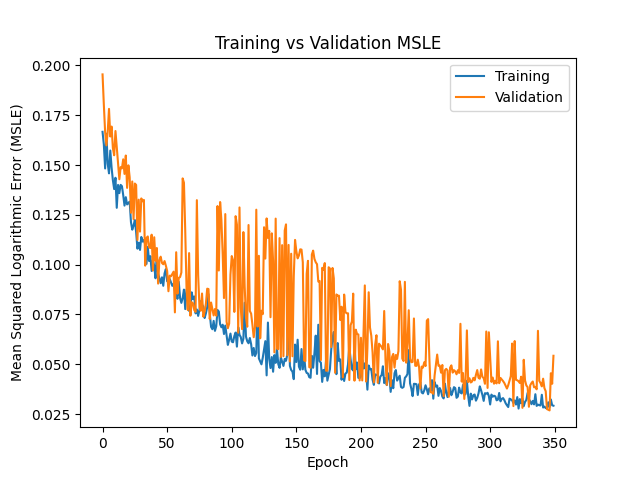 Training vs Validation MSLE
Mean Squared Logarithmic Error (MSLE)
0.200
0.175
0.150
0.125
0.100
0.075
0.050
0.025
Training
Validation
0 50 100 150 200 250 300 350
Epoch